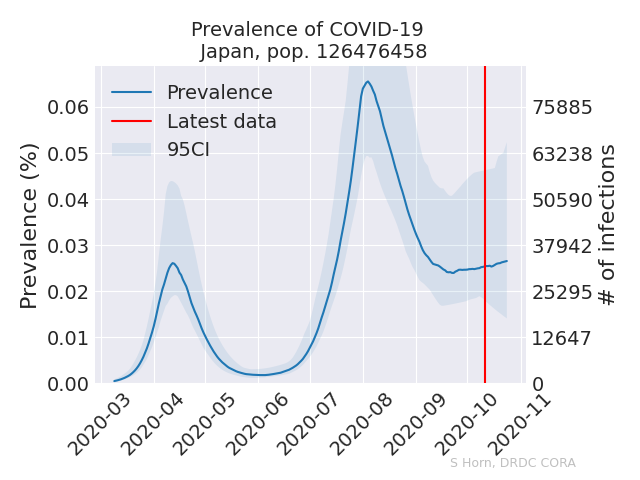 Prevalence of COVID-19
Japan, pop. 126476458
Prevalence
Latest data
95CI
Prevalence (%)
0.06
0.05
0.04
0.03
0.02
0.01
0.00
75885
63238
50590
37942
25295
12647
0
# of infections
2020-03
2020-04
2020-05
2020-06
2020-07
2020-08
2020-09
2020-10
2020-11
S Horn, DRDC CORA